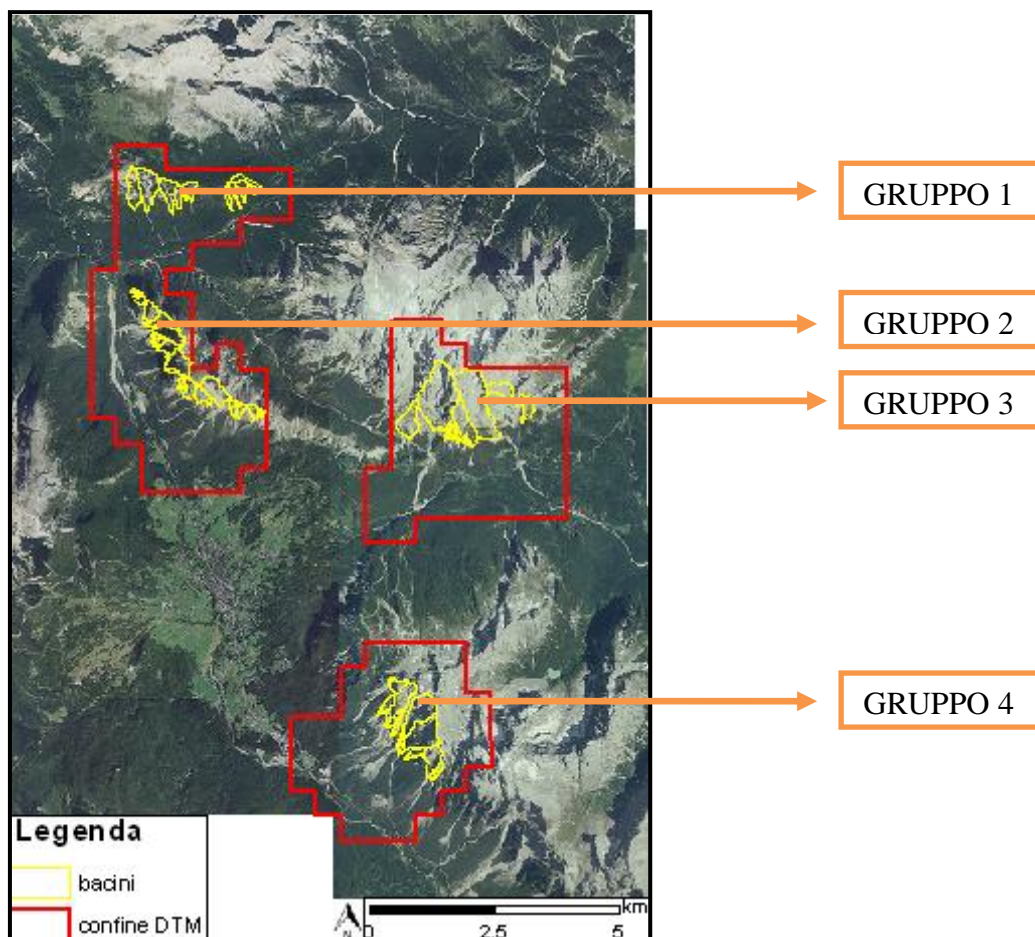 GRUPPO 1
GRUPPO 2
GRUPPO 3
GRUPPO 4
Legenda
bacini
confine DTM
N
km
0 2.5 5